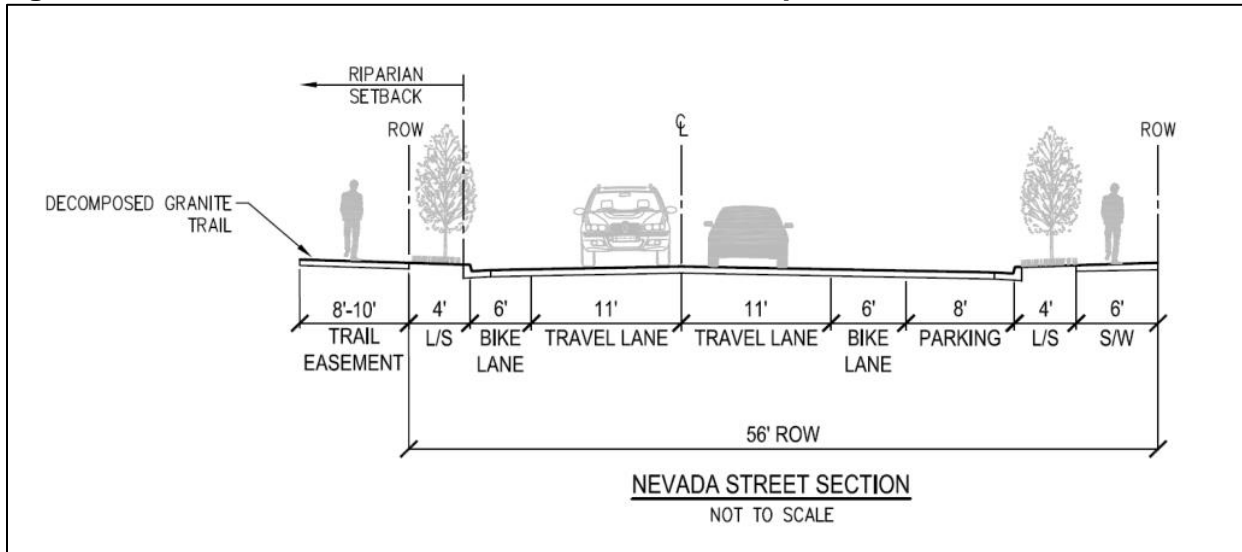 RIPARIAN
SETBACK
ROW
℄
ROW
DECOMPOSED GRANITE
TRAIL
8'-10'
4'
6'
11'
11'
6'
8'
4'
6'
TRAIL
EASEMENT
L/S
BIKE
LANE
TRAVEL LANE
TRAVEL LANE
BIKE
LANE
PARKING
L/S
S/W
56' ROW
NEVADA STREET SECTION
NOT TO SCALE